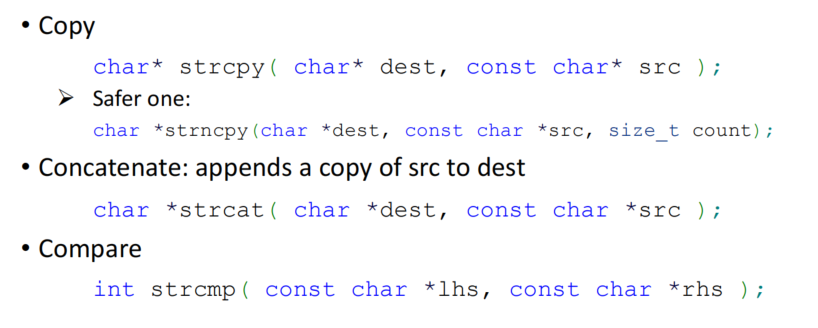 • Copy
char* strcpy( char* dest, const char* src );
➢ Safer one:
char *strncpy(char *dest, const char *src, size_t count);
• Concatenate: appends a copy of src to dest
char *strcat( char *dest, const char *src );
• Compare
int strcmp( const char *lhs, const char *rhs );